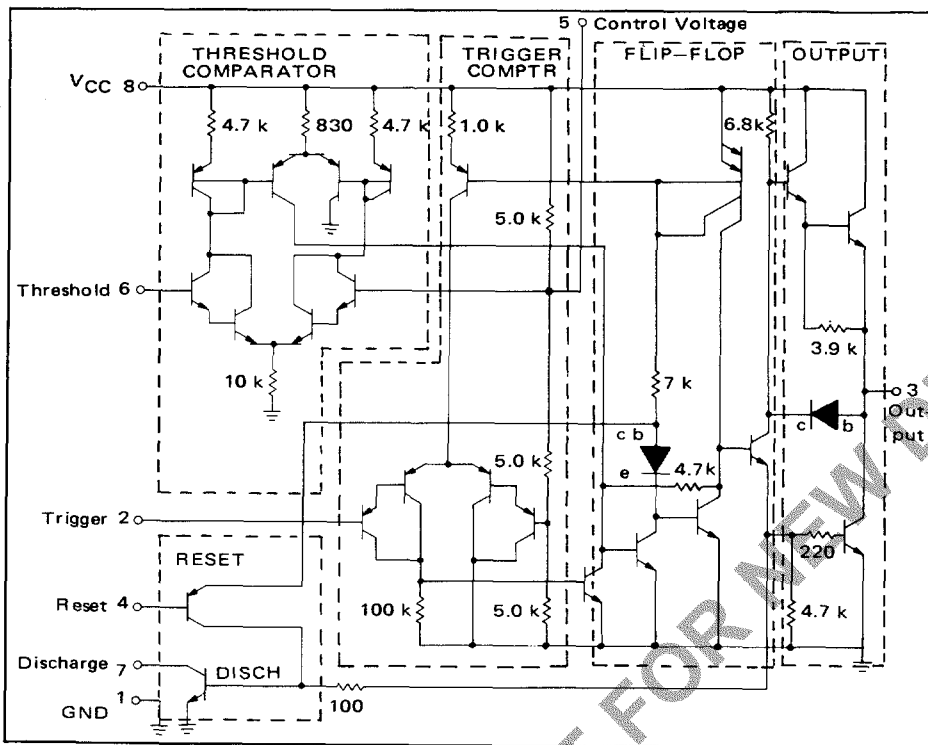 5 Control Voltage
THRESHOLD
COMPARATOR
TRIGGER
COMPTR
FLIP-FLOP
OUTPUT
VCC 8
4.7 k
830
4.7 k
1.0 k
6.8k
5.0 k
Threshold 6
3.9 k
10 k
7 k
3
Out-
put
c b
c
b
e
5.0 k
4.7k
Trigger 2
220
RESET
Reset 4
100 k
5.0 k
4.7 k
Discharge
7
DISCH
1
GND
100
T FOR NEW D